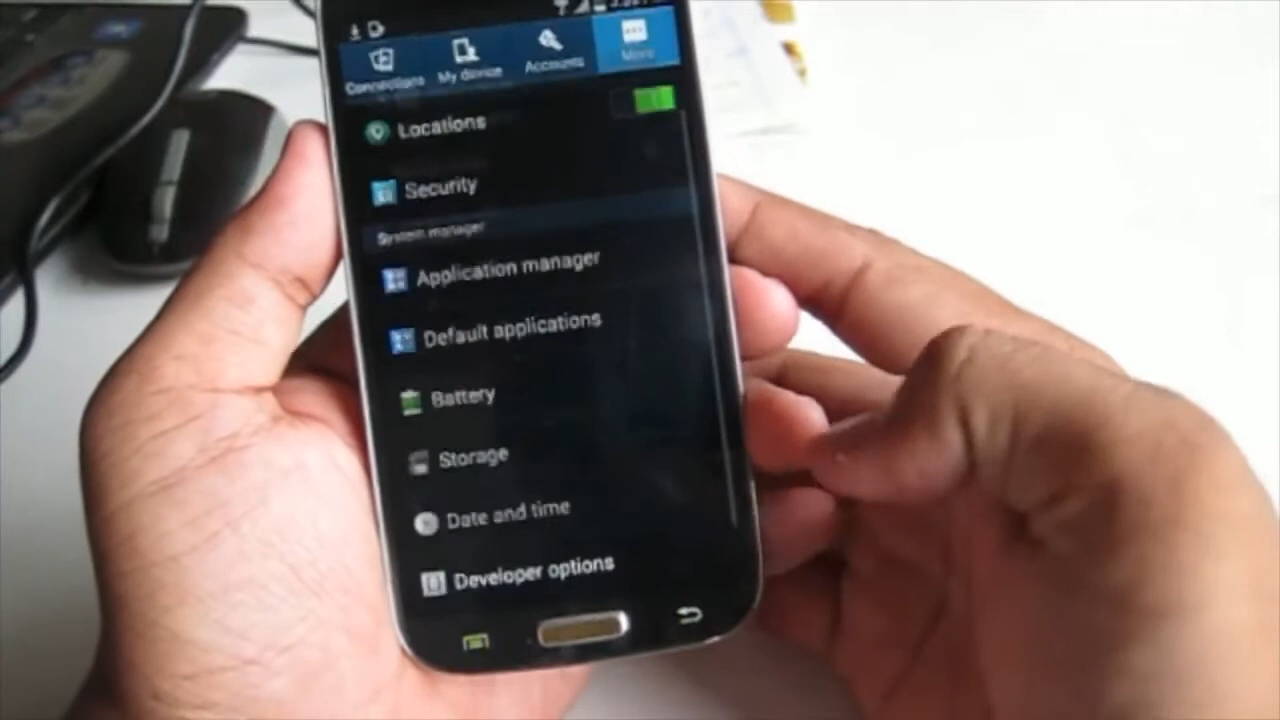 Connections
My device
Accounts
More
Locations
Security
System manager
Application manager
Default applications
Battery
Storage
Date and time
Developer options